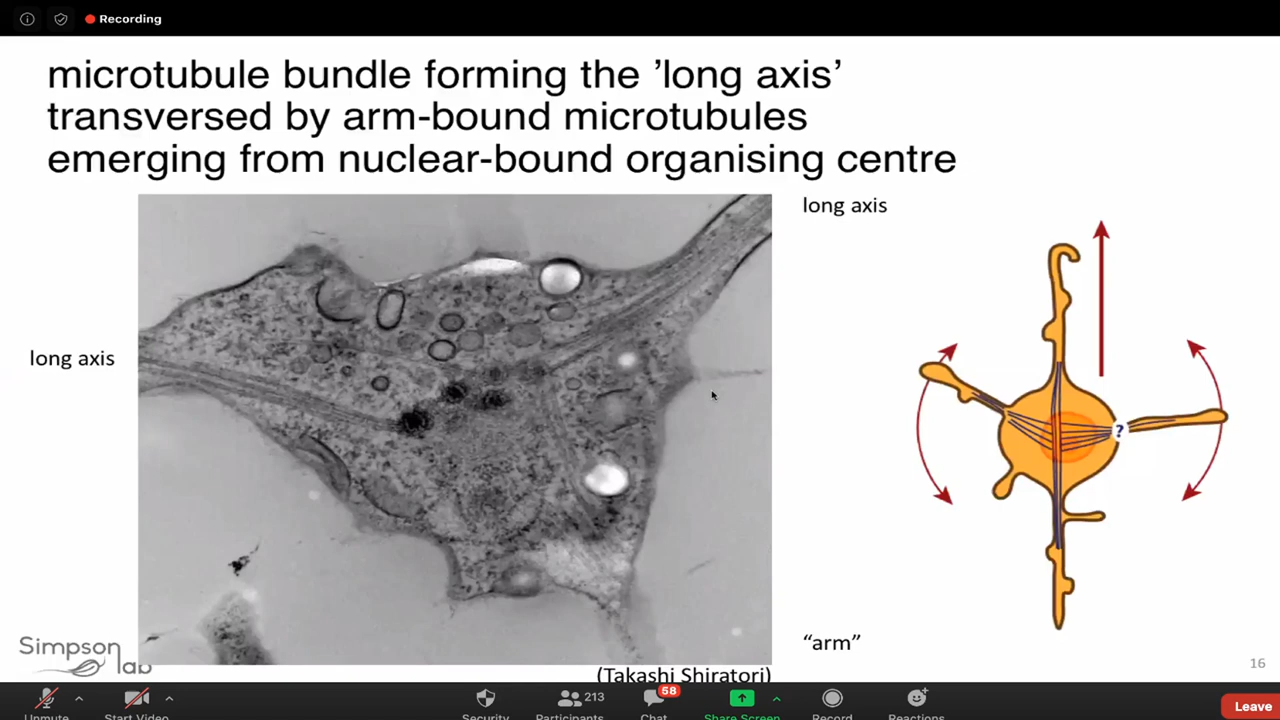 Recording
microtubule bundle forming the 'long axis'
transversed by arm-bound microtubules
emerging from nuclear-bound organising centre
long axis
long axis
?
"arm"
Simpson
lab
(Takashi Shiratori)
16
Unmute
Start Video
Security
213
Participants
58
Chat
Share Screen
Record
Reactions
Leave